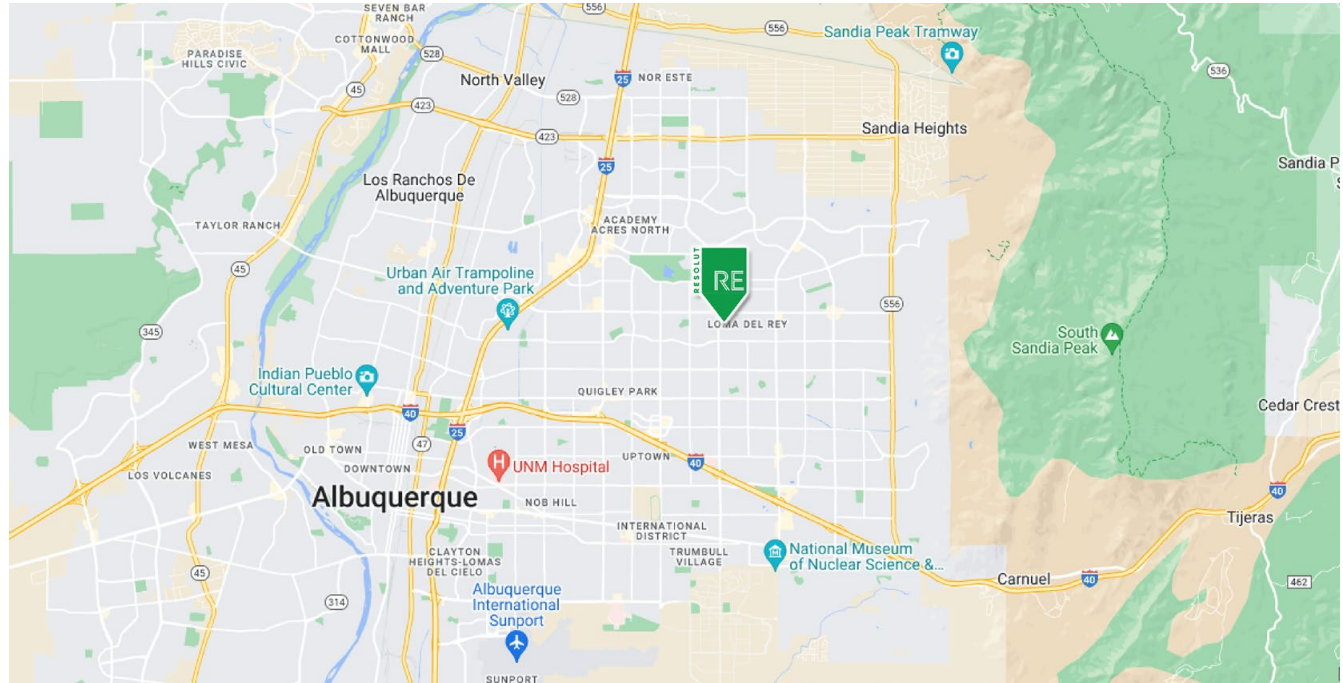 SEVEN BAR
RANCH
556
556
Sandia Peak Tramway
COTTONWOOD
MALL
528
PARADISE
HILLS CIVIC
North Valley
25
NOR ESTE
536
45
423
528
423
Sandia Heights
25
Sandia P
Los Ranchos De
Albuquerque
TAYLOR RANCH
ACADEMY
ACRES NORTH
45
Urban Air Trampoline
and Adventure Park
RESOLUT
RE
556
345
LOMA DEL REY
South
Sandia Peak
Indian Pueblo
Cultural Center
QUIGLEY PARK
Cedar Crest
40
25
47
WEST MESA
OLD TOWN
UPTOWN
40
LOS VOLCANES
DOWNTOWN
UNM Hospital
40
Albuquerque
NOB HILL
Tijeras
INTERNATIONAL
DISTRICT
CLAYTON
HEIGHTS-LOMAS
DEL CIELO
TRUMBULL
VILLAGE
National Museum
of Nuclear Science &...
45
Carnuel
40
462
314
Albuquerque
International
Sunport
SUNPORT